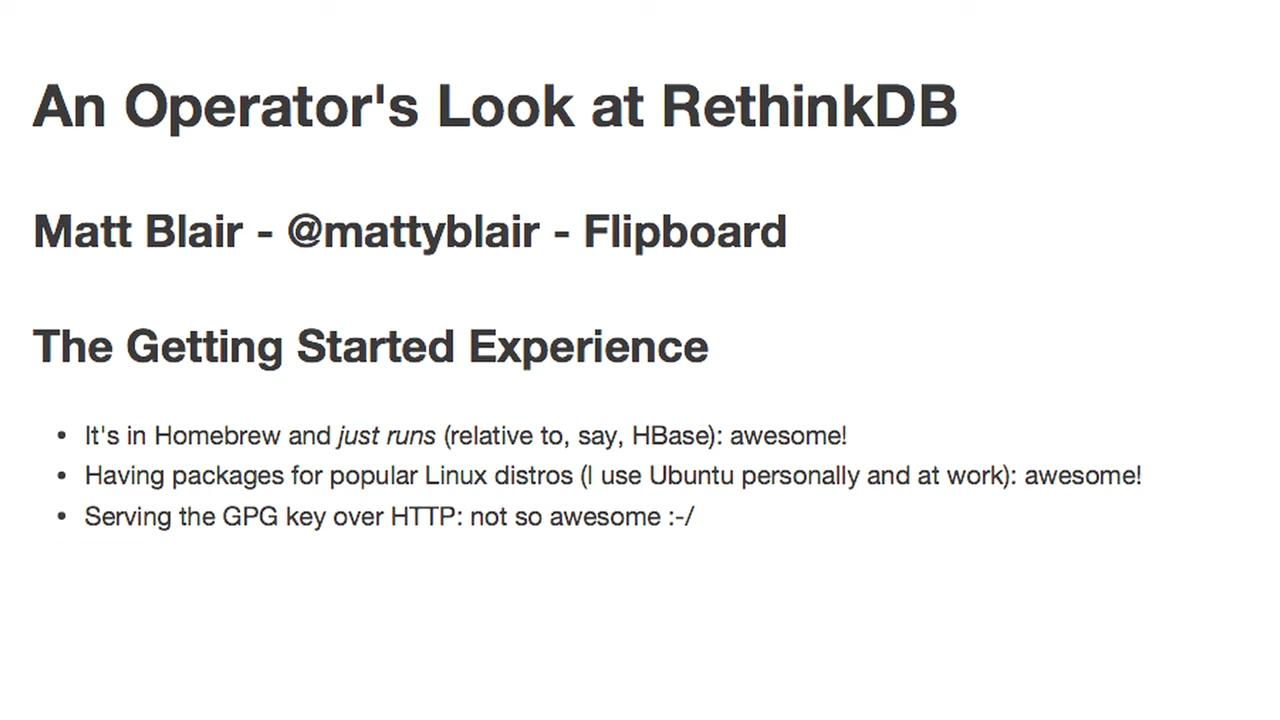 An Operator's Look at RethinkDB
Matt Blair - @mattyblair - Flipboard
The Getting Started Experience
• It's in Homebrew and just runs (relative to, say, HBase): awesome!
• Having packages for popular Linux distros (I use Ubuntu personally and at work): awesome!
• Serving the GPG key over HTTP: not so awesome :-/